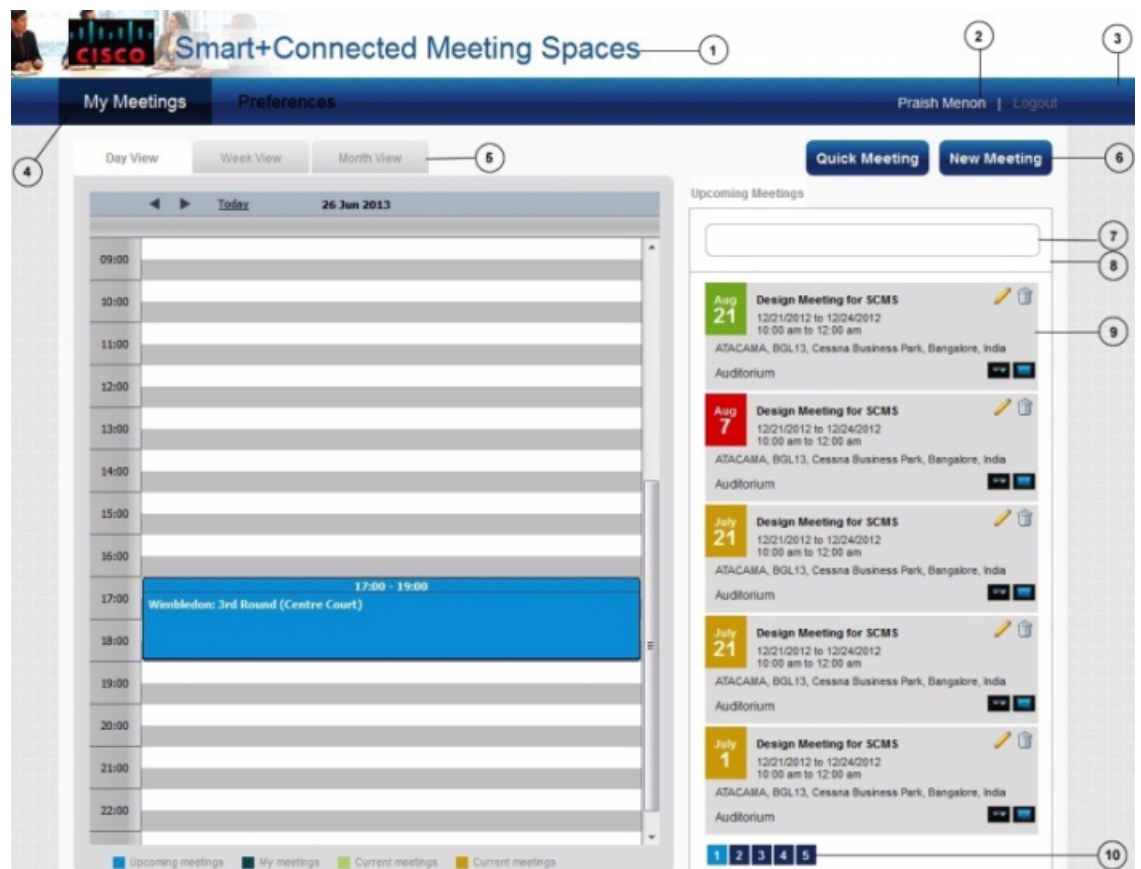 CISCO
Smart+Connected Meeting Spaces
1
2
3
My Meetings
Preferences
Praish Menon | Logout
4
Day View
Week View
Month View
5
Quick Meeting
New Meeting
6
Today
26 Jun 2013
Upcoming Meetings
7
8
09:00
10:00
11:00
12:00
13:00
14:00
15:00
16:00
17:00
18:00
19:00
20:00
21:00
22:00
17:00 - 19:00
Wimbledon: 3rd Round (Centre Court)
Upcoming meetings
My meetings
Current meetings
Current meetings
Aug
21
Design Meeting for SCMS
12/21/2012 to 12/24/2012
10:00 am to 12:00 am
ATACAMA, BGL13, Cessna Business Park, Bangalore, India
Auditorium
9
Aug
7
Design Meeting for SCMS
12/21/2012 to 12/24/2012
10:00 am to 12:00 am
ATACAMA, BGL13, Cessna Business Park, Bangalore, India
Auditorium
July
21
Design Meeting for SCMS
12/21/2012 to 12/24/2012
10:00 am to 12:00 am
ATACAMA, BGL13, Cessna Business Park, Bangalore, India
Auditorium
July
21
Design Meeting for SCMS
12/21/2012 to 12/24/2012
10:00 am to 12:00 am
ATACAMA, BGL13, Cessna Business Park, Bangalore, India
Auditorium
July
1
Design Meeting for SCMS
12/21/2012 to 12/24/2012
10:00 am to 12:00 am
ATACAMA, BGL13, Cessna Business Park, Bangalore, India
Auditorium
1 2 3 4 5
10